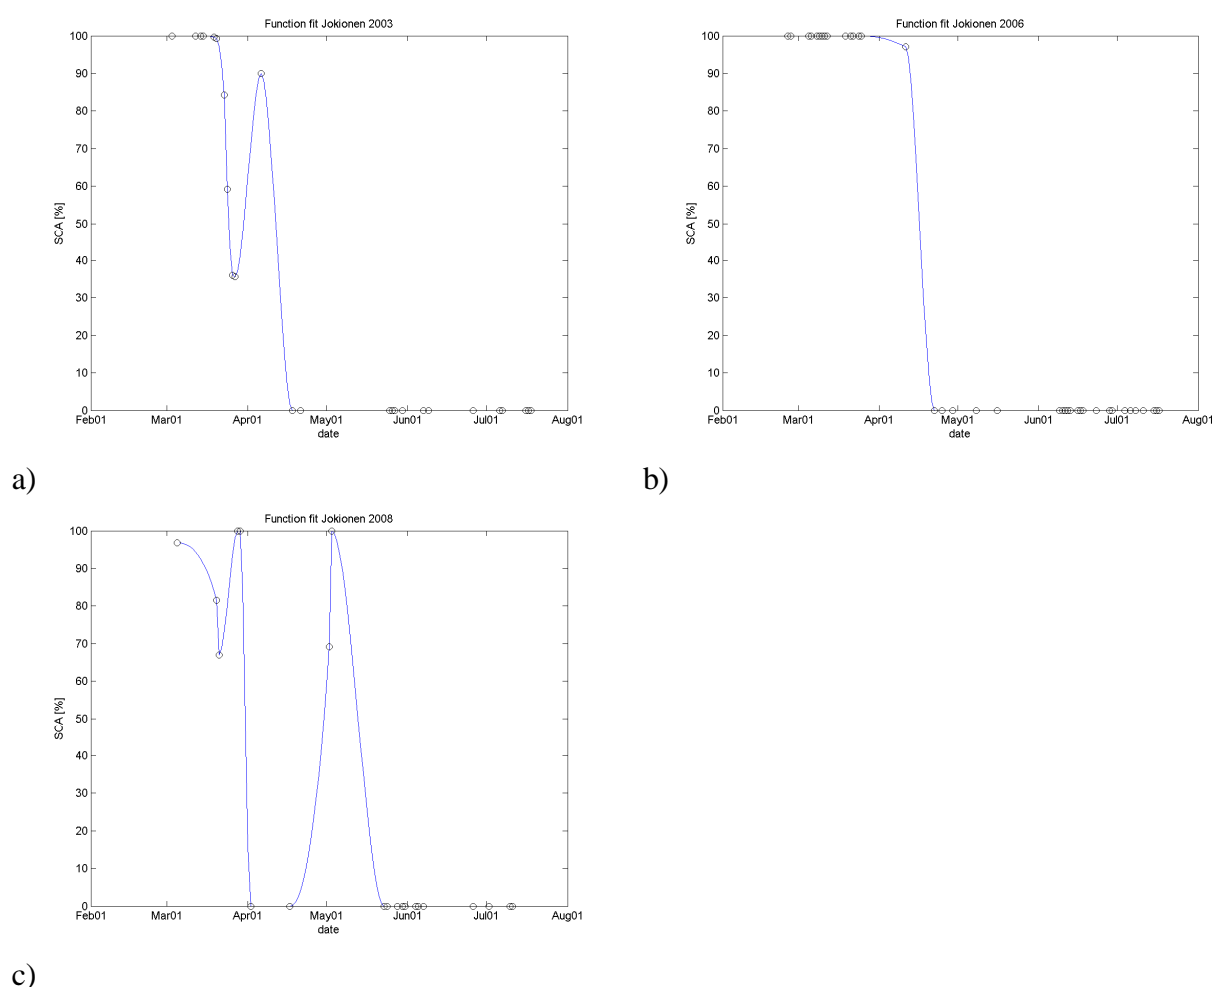 Function fit Jokionen 2003
100
90
80
70
60
50
40
30
20
10
0
SCA [%]
Feb01 Mar01 Apr01 May01 Jun01 Jul01 Aug01
date
a)
Function fit Jokionen 2006
100
90
80
70
60
50
40
30
20
10
0
SCA [%]
Feb01 Mar01 Apr01 May01 Jun01 Jul01 Aug01
date
b)
Function fit Jokionen 2008
100
90
80
70
60
50
40
30
20
10
0
SCA [%]
Feb01 Mar01 Apr01 May01 Jun01 Jul01 Aug01
date
c)